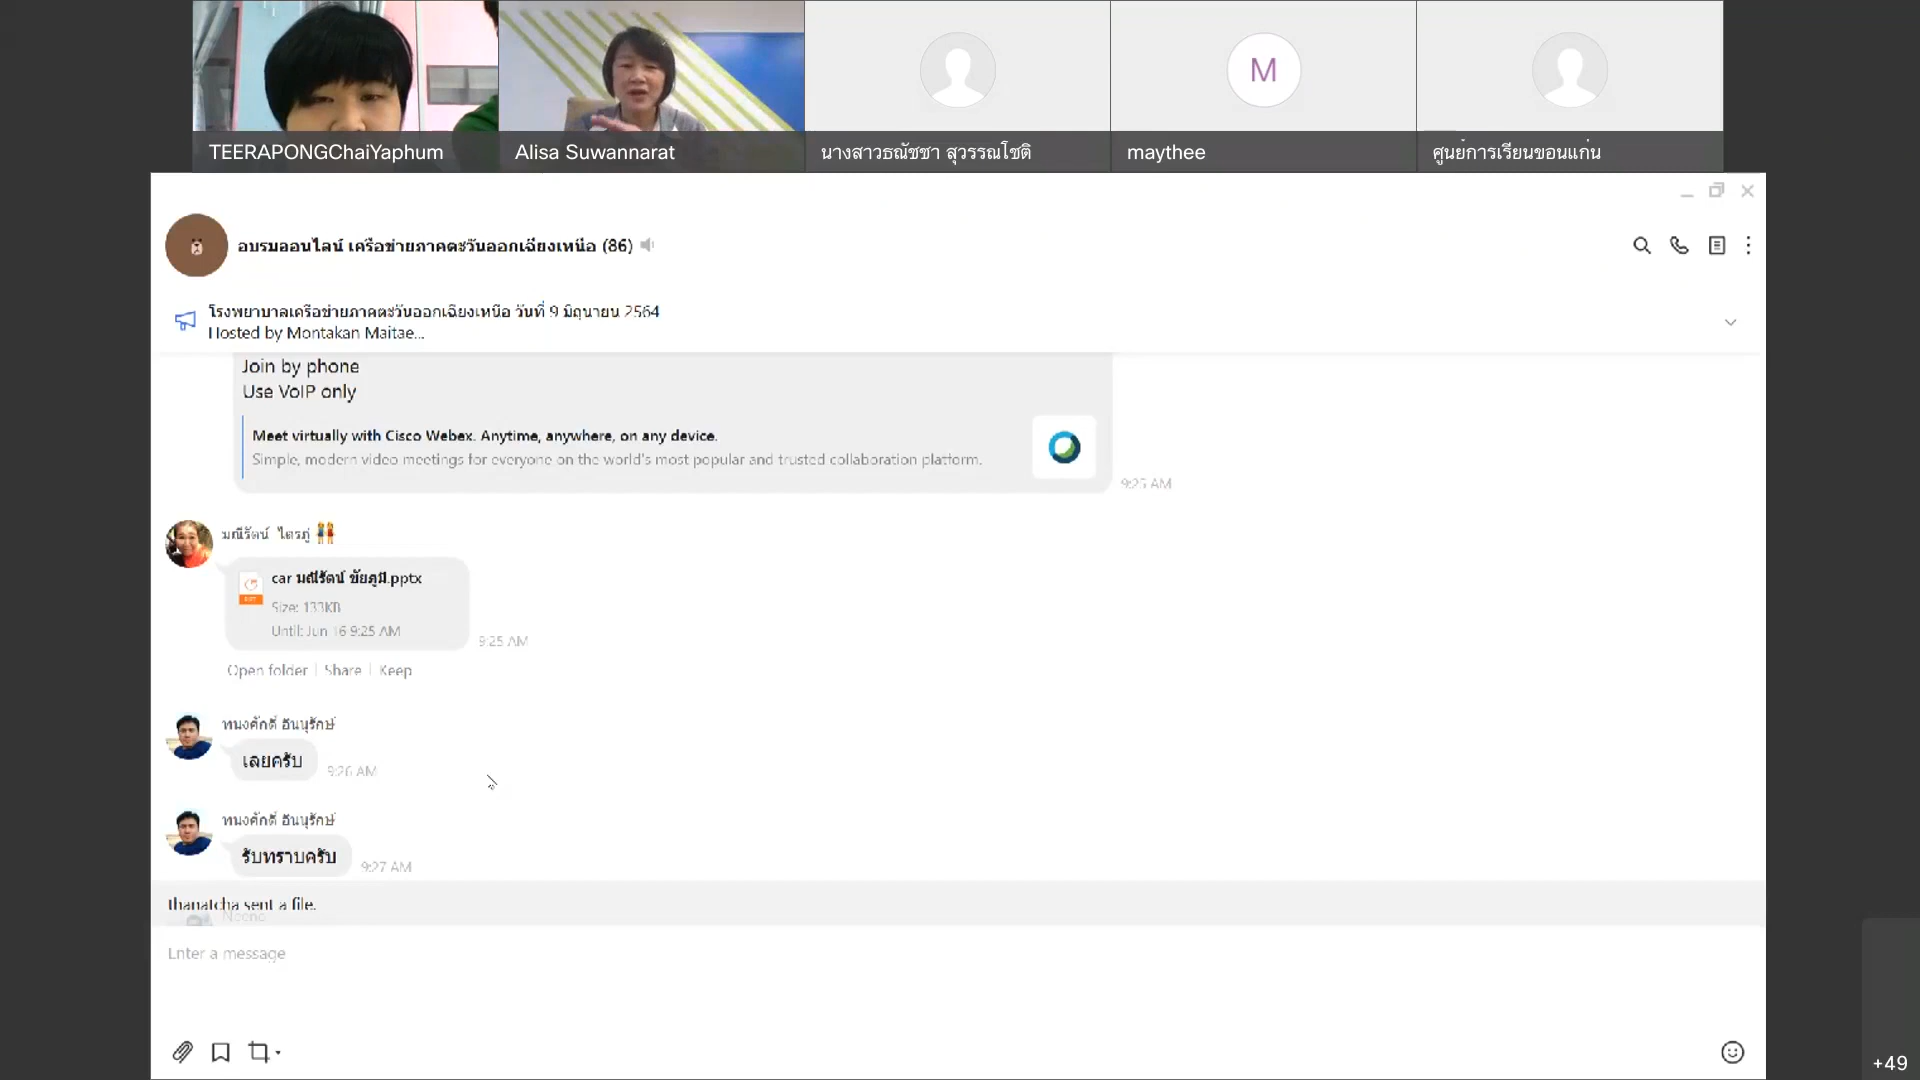 TEERAPONGChaiYaphum
Alisa Suwannarat
นางสาวธณัชชา สุวรรณโชติ
M
maythee
ศูนย์การเรียนขอนแก่น
อบรมออนไลน์ เครือข่ายภาคตะวันออกเฉียงเหนือ (86)
โรงพยาบาลเครือข่ายภาคตะวันออกเฉียงเหนือ วันที่ 9 มิถุนายน 2564
Hosted by Montakan Maitae...
Join by phone
Use VoIP only
Meet virtually with Cisco Webex. Anytime, anywhere, on any device.
Simple, modern video meetings for everyone on the world's most popular and trusted collaboration platform.
9:25 AM
มณีรัตน์ ไตรภู่
car มณีรัตน์ ชัยภูมิ.pptx
Size: 133KB
Until: Jun 16 9:25 AM
9:25 AM
Open folder | Share | Keep
ทนงศักดิ์ อินนุรักษ์
เลยครับ
9:26 AM
ทนงศักดิ์ อินนุรักษ์
รับทราบครับ
9:27 AM
thanatcha sent a file.
Neeno
Enter a message
+49